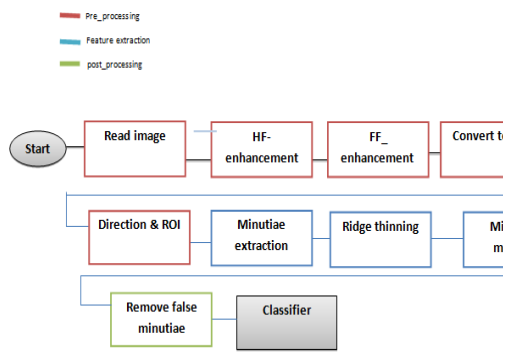 Pre_processing
Feature extraction
post_processing
Start
Read image
HF-
enhancement
FF_
enhancement
Convert
Direction & ROI
Minutiae
extraction
Ridge thinning
Remove false
minutiae
Classifier